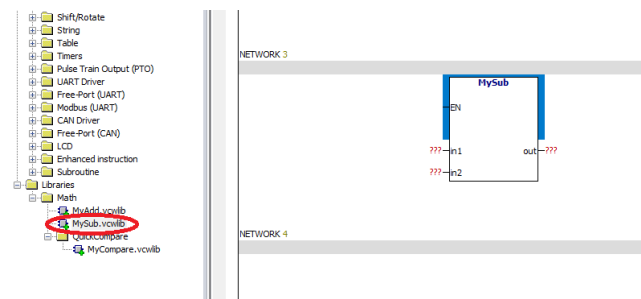 Shift/Rotate
String
Table
Timers
Pulse Train Output (PTO)
UART Driver
Free-Port (UART)
Modbus (UART)
CAN Driver
Free-Port (CAN)
LCD
Enhanced instruction
Subroutine
Libraries
Math
MyAdd.vcwlib
MySub.vcwlib
QuickCompare
MyCompare.vcwlib
NETWORK 3
MySub
EN
??? in1 out ???
??? in2
NETWORK 4